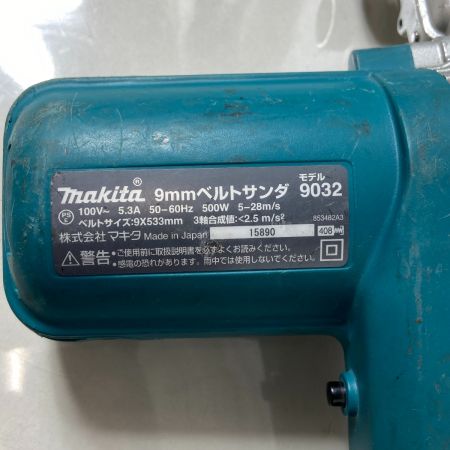 makita® 9mmベルトサンダ モデル 9032
PSE 100V~ 5.3A 50-60Hz 500W 5-28m/s
ベルトサイズ:9X533mm 3軸合成値:<2.5 m/s² 853482A3
株式会社マキタ Made in Japan 15890 408
⚠警告 •ご使用前に取扱説明書を必ずよくお読みください。
•感電の恐れがあります。雨中では使用しないでください。